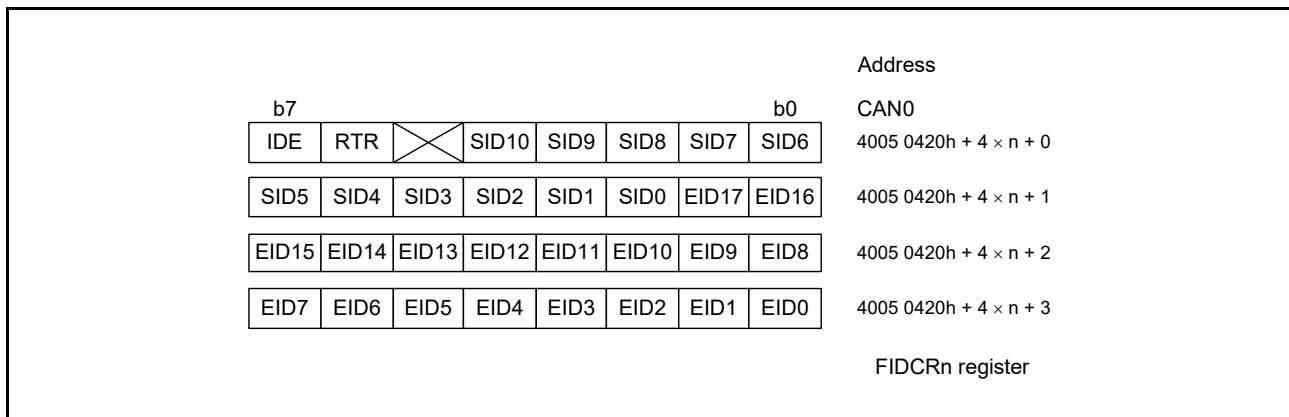 Address
b7 b0 CAN0
IDE RTR SID10 SID9 SID8 SID7 SID6 4005 0420h + 4 × n + 0
SID5 SID4 SID3 SID2 SID1 SID0 EID17 EID16 4005 0420h + 4 × n + 1
EID15 EID14 EID13 EID12 EID11 EID10 EID9 EID8 4005 0420h + 4 × n + 2
EID7 EID6 EID5 EID4 EID3 EID2 EID1 EID0 4005 0420h + 4 × n + 3
FIDCRn register